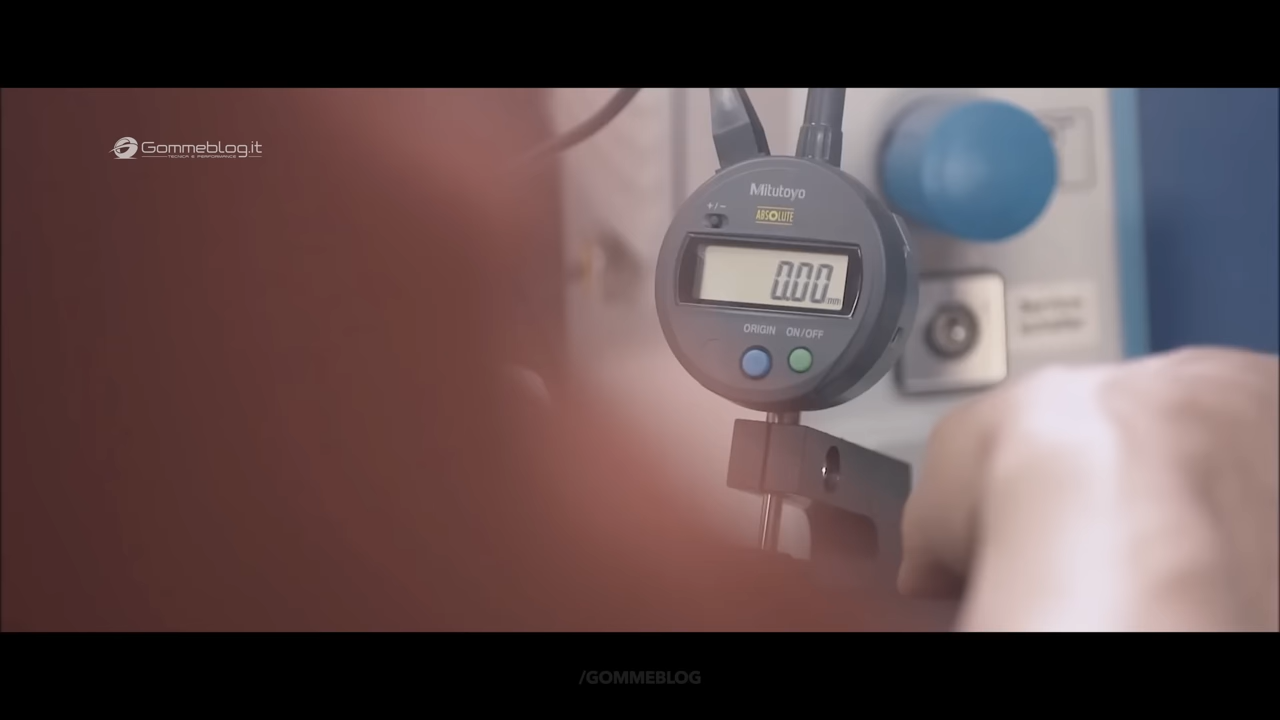 Gommeblog.it
TECNICA E PERFORMANCE
Mitutoyo
+/−
ABSOLUTE
0.00 mm
ORIGIN ON/OFF
/GOMMEBLOG